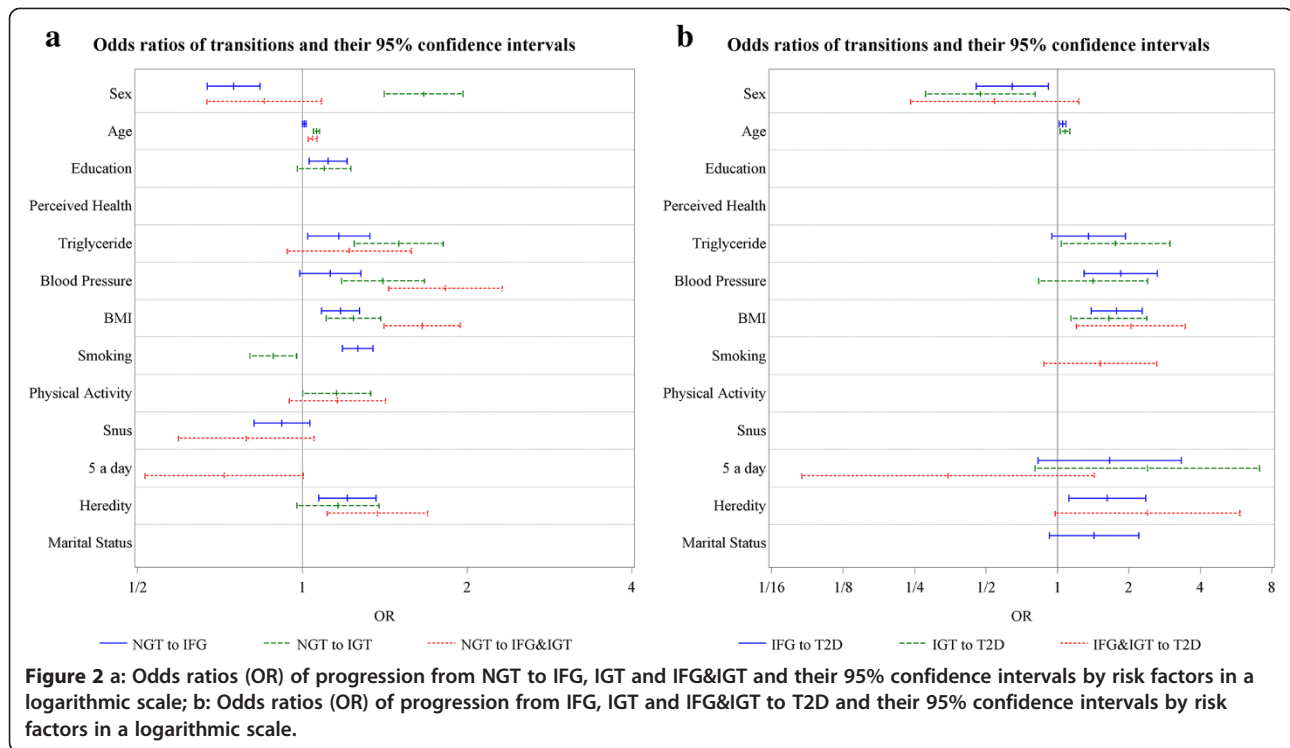 a
Odds ratios of transitions and their 95% confidence intervals
Sex
Age
Education
Perceived Health
Triglyceride
Blood Pressure
BMI
Smoking
Physical Activity
Snus
5 a day
Heredity
Marital Status
1/2 1 2 4
OR
NGT to IFG NGT to IGT NGT to IFG&IGT
b
Odds ratios of transitions and their 95% confidence intervals
Sex
Age
Education
Perceived Health
Triglyceride
Blood Pressure
BMI
Smoking
Physical Activity
Snus
5 a day
Heredity
Marital Status
1/16 1/8 1/4 1/2 1 2 4 8
OR
IFG to T2D IGT to T2D IFG&IGT to T2D
Figure 2 a: Odds ratios (OR) of progression from NGT to IFG, IGT and IFG&IGT and their 95% confidence intervals by risk factors in a
logarithmic scale; b: Odds ratios (OR) of progression from IFG, IGT and IFG&IGT to T2D and their 95% confidence intervals by risk
factors in a logarithmic scale.